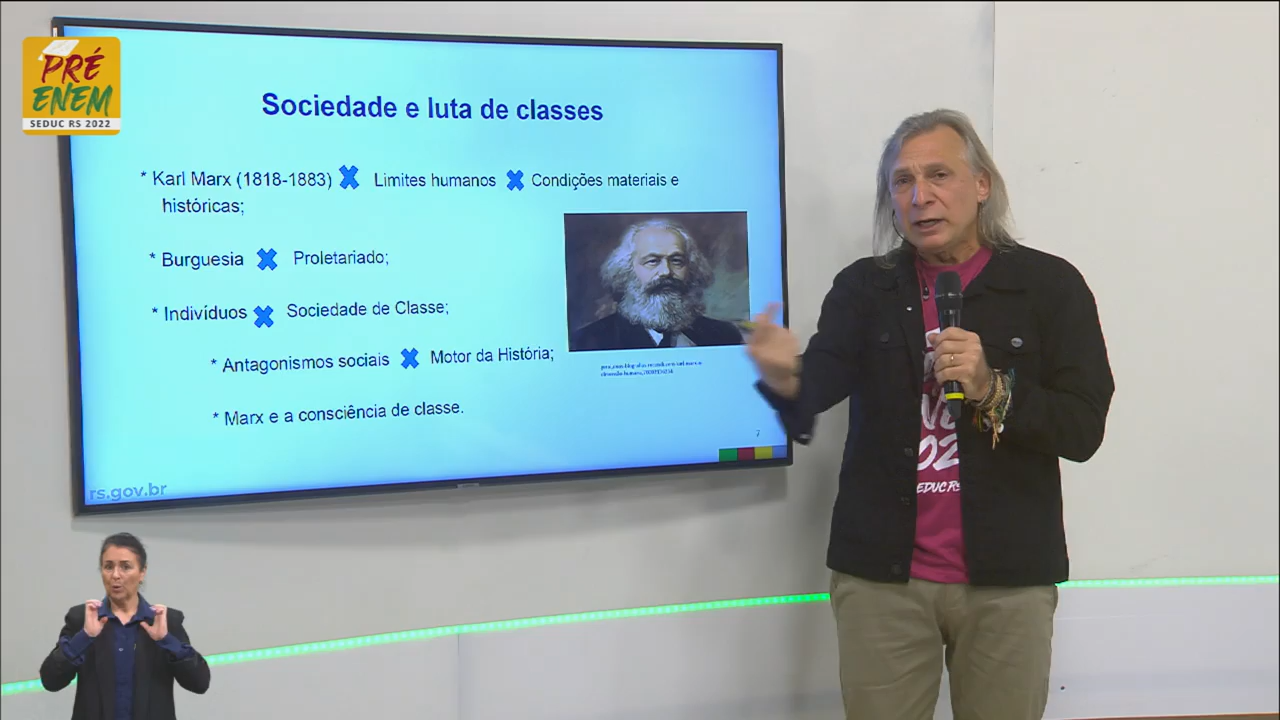 PRÉ
ENEM
SEDUC RS 2022
Sociedade e luta de classes
* Karl Marx (1818-1883) ✖ Limites humanos ✖ Condições materiais e
históricas;
* Burguesia ✖ Proletariado;
* Indivíduos ✖ Sociedade de Classe;
* Antagonismos sociais ✖ Motor da História;
* Marx e a consciência de classe.
7
rs.gov.br
EDUC RS